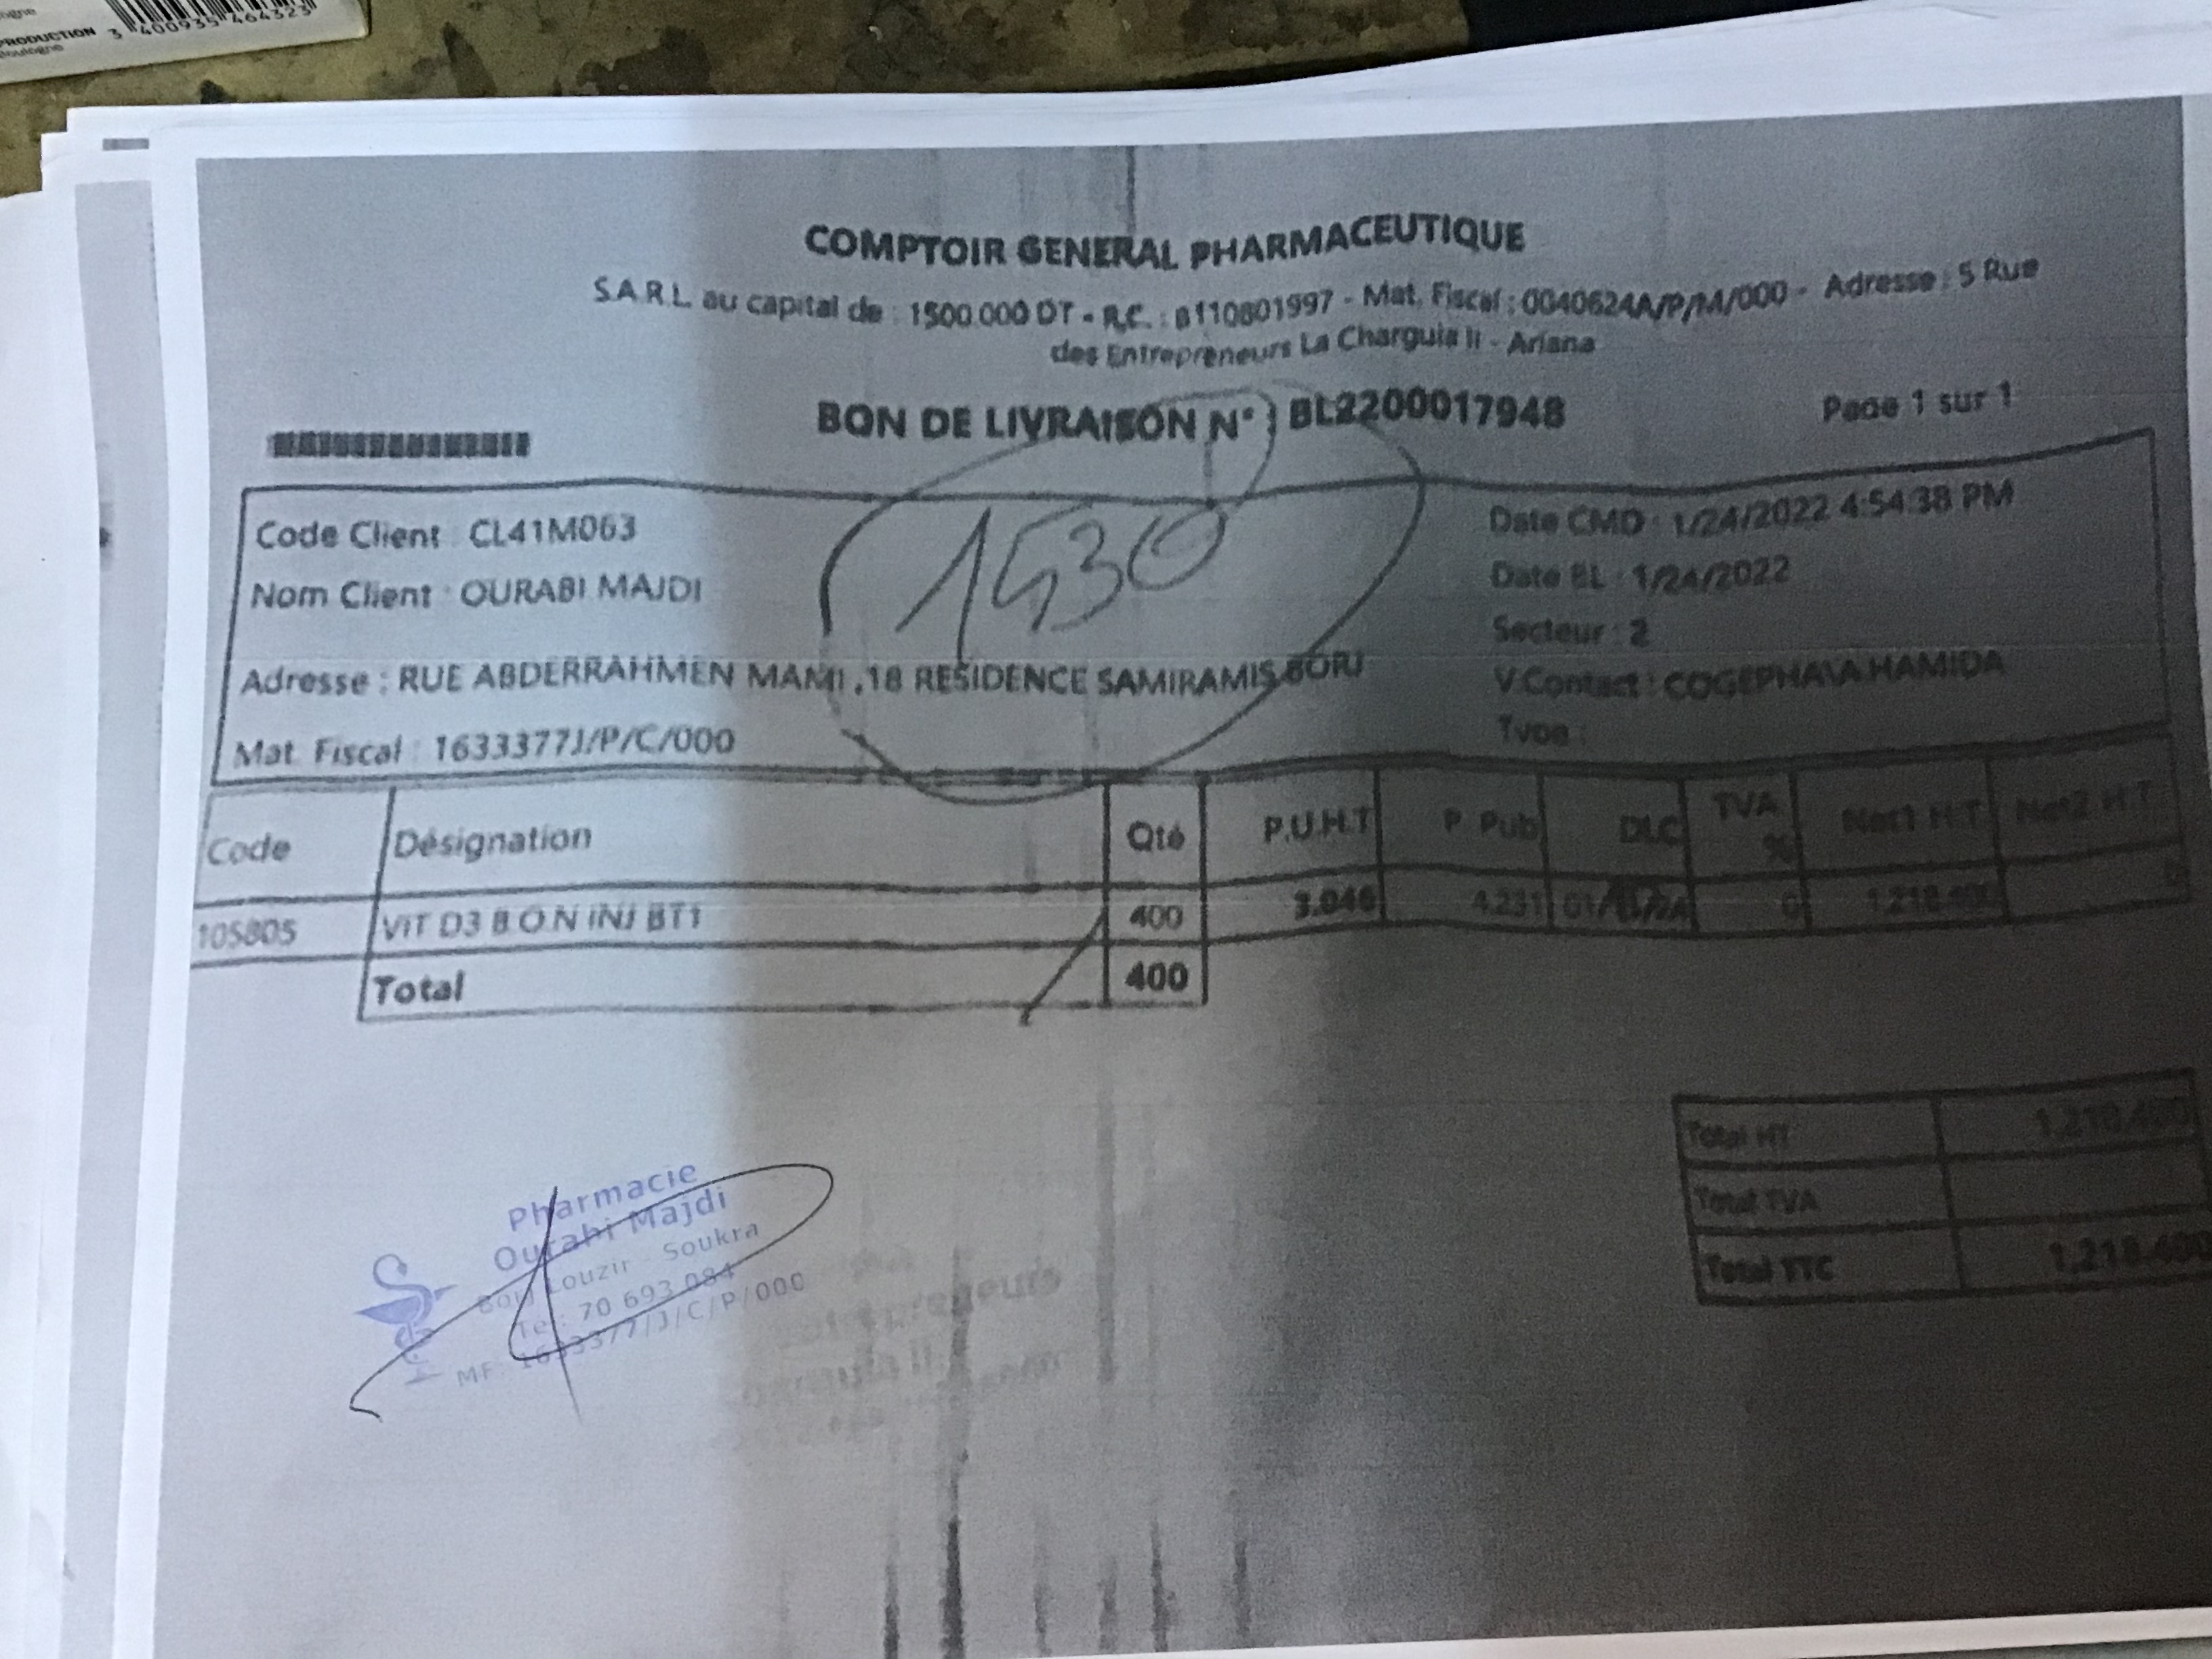 PRODUCTION
3 400935 464323
COMPTOIR GENERAL PHARMACEUTIQUE
S.A.R.L. au capital de : 1500.000 DT - R.C. : B110801997 - Mat. Fiscal : 0040624A/P/M/000 - Adresse : 5 Rue
des Entrepreneurs La Charguia II - Ariana
BON DE LIVRAISON N° : BL2200017948
Page 1 sur 1
1430
Code Client : CL41M063
Nom Client : OURABI MAJDI
Adresse : RUE ABDERRAHMEN MAMI ,18 RESIDENCE SAMIRAMIS BORJ
Mat. Fiscal : 1633377J/P/C/000
Date CMD : 1/24/2022 4:54:38 PM
Date BL : 1/24/2022
Secteur : 2
V.Contact : COGEPHA\A.HAMIDA
Type :
Code Désignation Qté P.U.H.T P. Pub DLC TVA % Net1 H.T Net2 H.T
105805 VIT D3 B.O.N INJ BT1 400 3.046 4.231 0 1,218.400 0
Total 400
Total HT 1,218.400
Total TVA
Total TTC 1,218.400
Pharmacie
Ourabi Majdi
Borj Louzir - Soukra
Tel : 70 693 084
MF: 1633377/J/C/P/000